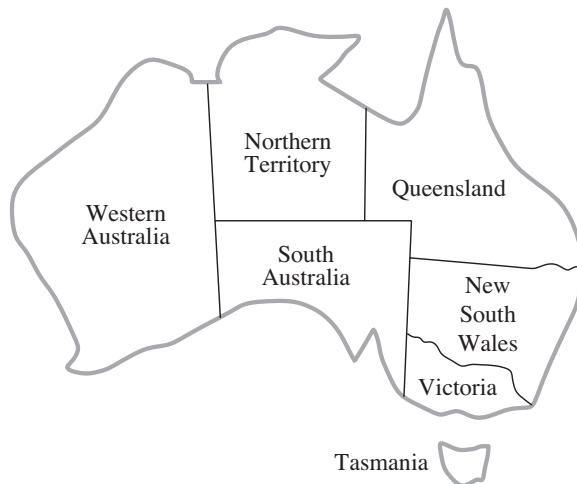 Northern
Territory
Queensland
Western
Australia
South
Australia
New
South
Wales
Victoria
Tasmania